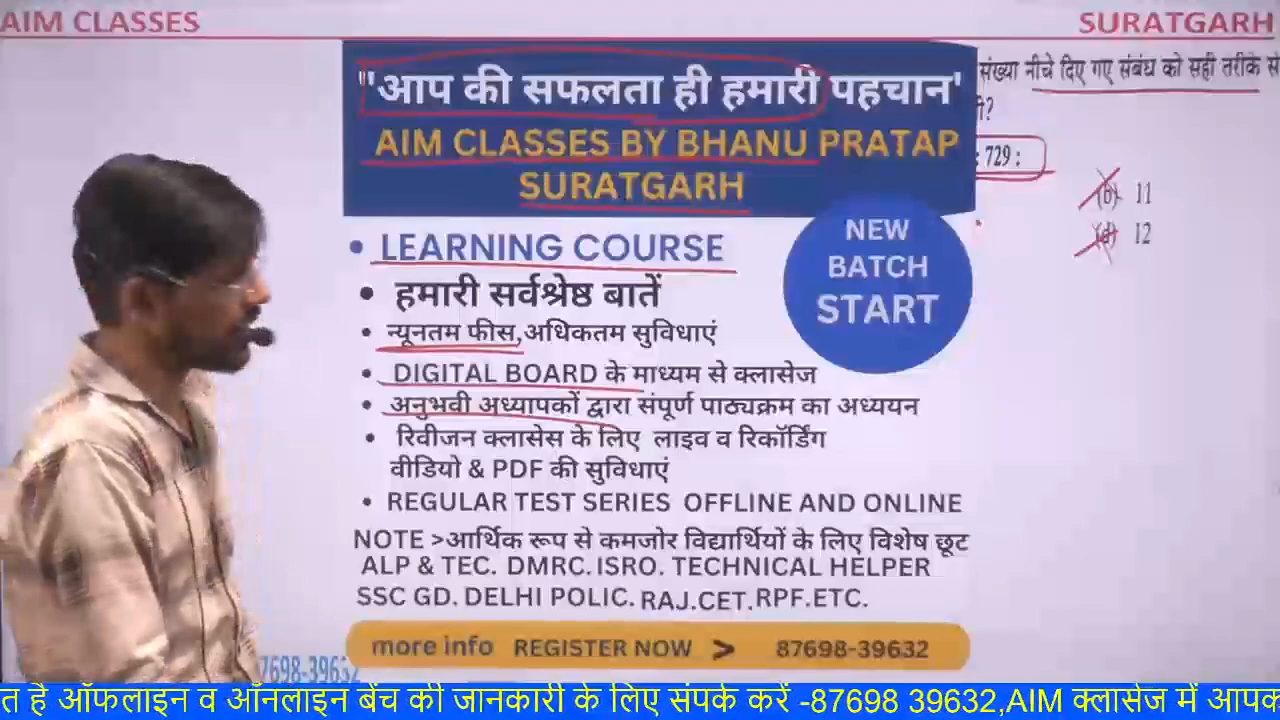 AIM CLASSES
SURATGARH
"आप की सफलता ही हमारी पहचान'
AIM CLASSES BY BHANU PRATAP
SURATGARH
संख्या नीचे दिए गए संबंध को सही तरीके से
: 729 :
(b) 11
(d) 12
• LEARNING COURSE
NEW
BATCH
START
• हमारी सर्वश्रेष्ठ बातें
• न्यूनतम फीस,अधिकतम सुविधाएं
• DIGITAL BOARD के माध्यम से क्लासेज
• अनुभवी अध्यापकों द्वारा संपूर्ण पाठ्यक्रम का अध्ययन
• रिवीजन क्लासेस के लिए लाइव व रिकॉर्डिंग
वीडियो & PDF की सुविधाएं
• REGULAR TEST SERIES OFFLINE AND ONLINE
NOTE >आर्थिक रूप से कमजोर विद्यार्थियों के लिए विशेष छूट
ALP & TEC. DMRC. ISRO. TECHNICAL HELPER
SSC GD. DELHI POLIC. RAJ.CET.RPF.ETC.
more info REGISTER NOW > 87698-39632
7698-39632
त है ऑफलाइन व ऑनलाइन बेंच की जानकारी के लिए संपर्क करें -87698 39632,AIM क्लासेज में आपक